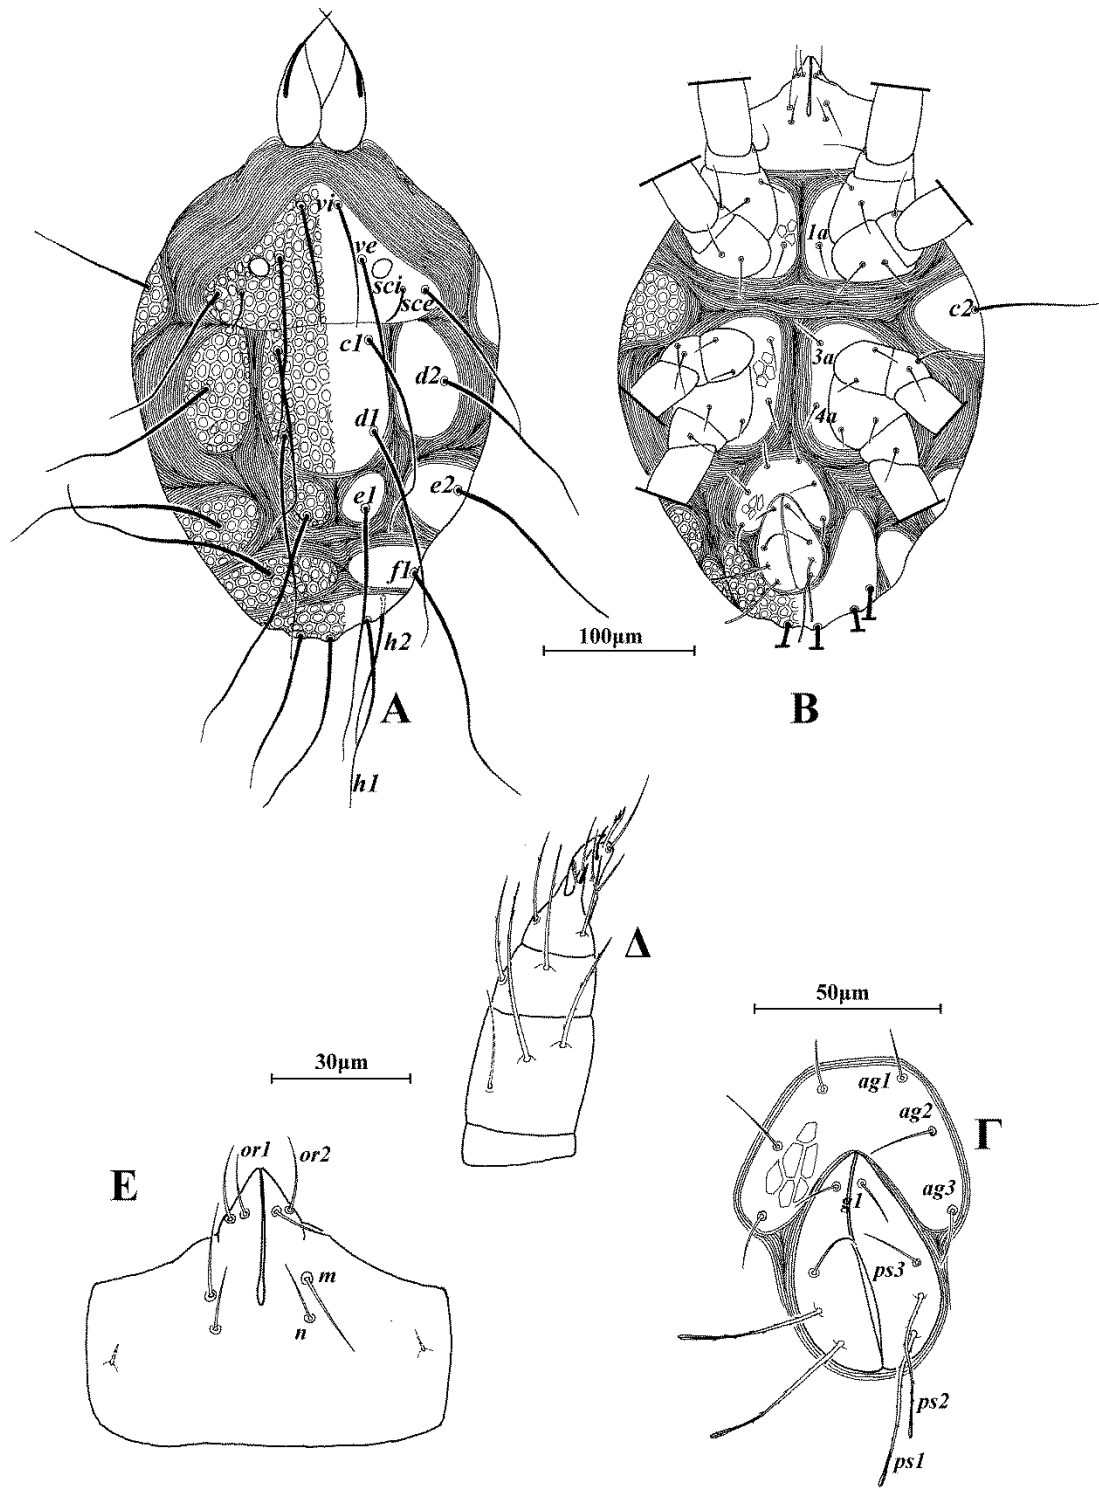 vi
ve
sci
sce
c1
d2
d1
e1
e2
f1
h2
h1
A
1a
c2
3a
4a
100μm
B
Δ
50μm
30μm
ag1
ag2
Γ
ag3
g1
ps3
ps2
ps1
or1
or2
E
m
n